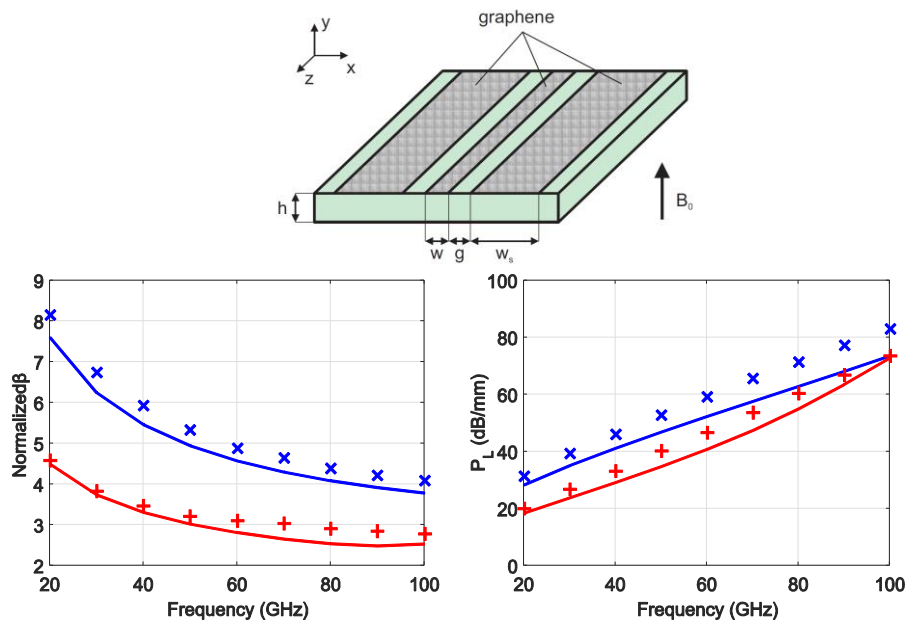 graphene
y
x
z
h
B0
w g ws
9
8
7
6
5
4
3
2
Normalizedβ
20 40 60 80 100
Frequency (GHz)
100
80
60
40
20
0
PL (dB/mm)
20 40 60 80 100
Frequency (GHz)